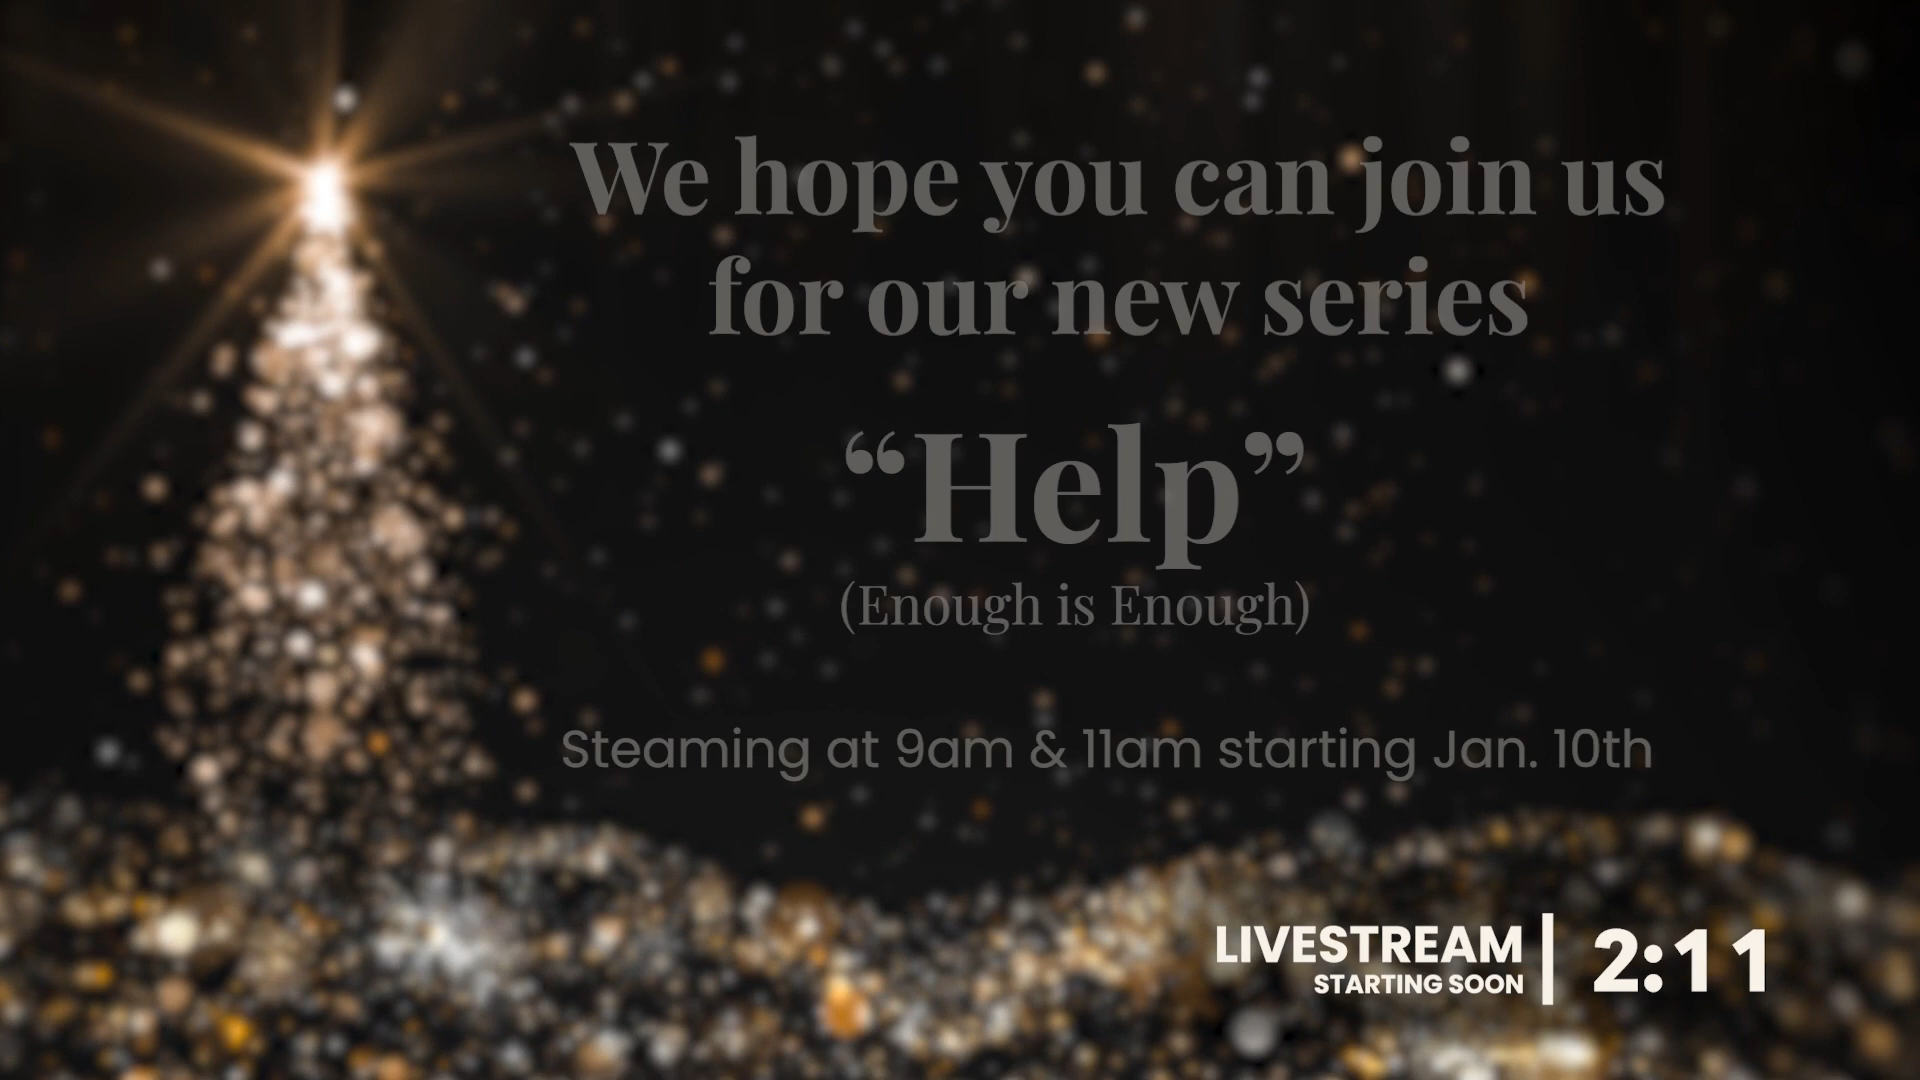 We hope you can join us
for our new series
“Help”
(Enough is Enough)
Steaming at 9am & 11am starting Jan. 10th
LIVESTREAM
STARTING SOON
2:11